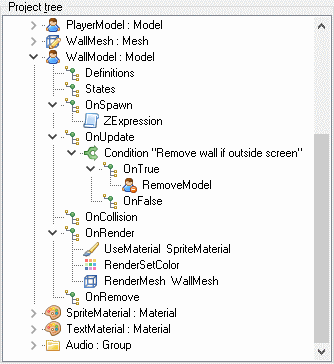 Project tree
PlayerModel : Model
WallMesh : Mesh
WallModel : Model
Definitions
States
OnSpawn
ZExpression
OnUpdate
Condition "Remove wall if outside screen"
OnTrue
RemoveModel
OnFalse
OnCollision
OnRender
UseMaterial SpriteMaterial
RenderSetColor
RenderMesh WallMesh
OnRemove
SpriteMaterial : Material
TextMaterial : Material
Audio : Group